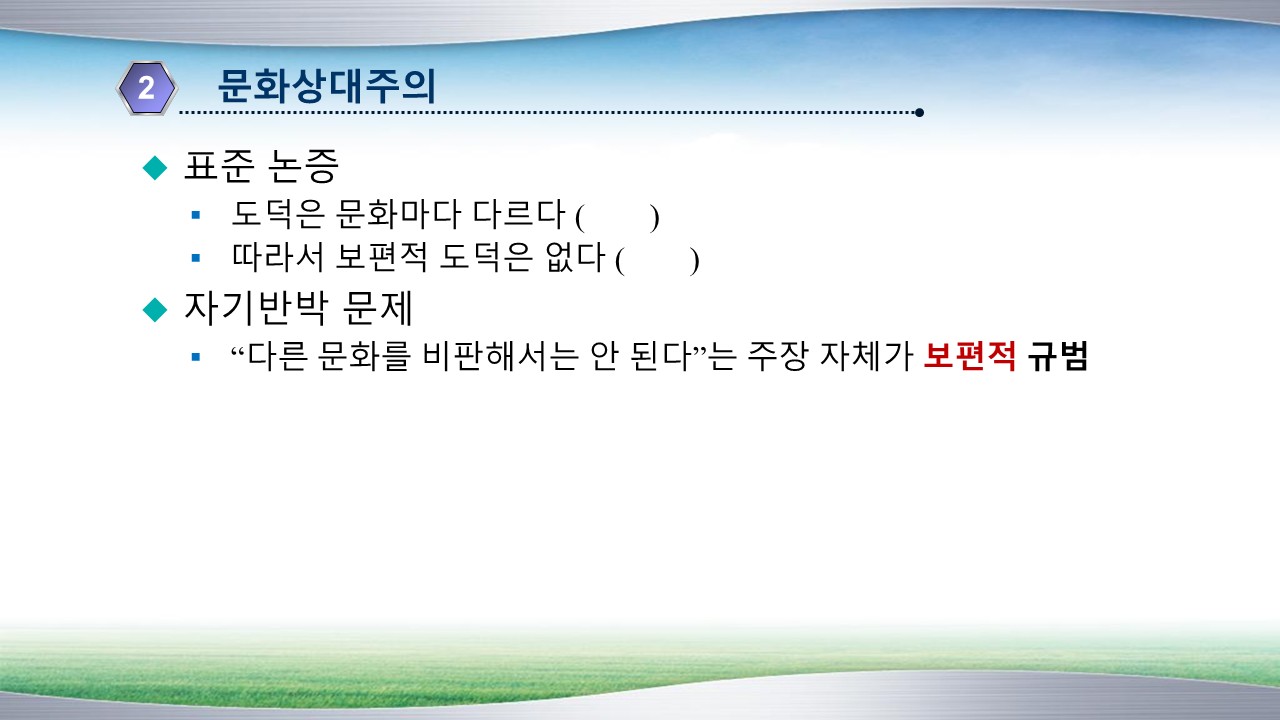 2 문화상대주의
표준 논증
도덕은 문화마다 다르다 (       )
따라서 보편적 도덕은 없다 (       )
자기반박 문제
“다른 문화를 비판해서는 안 된다”는 주장 자체가 보편적 규범